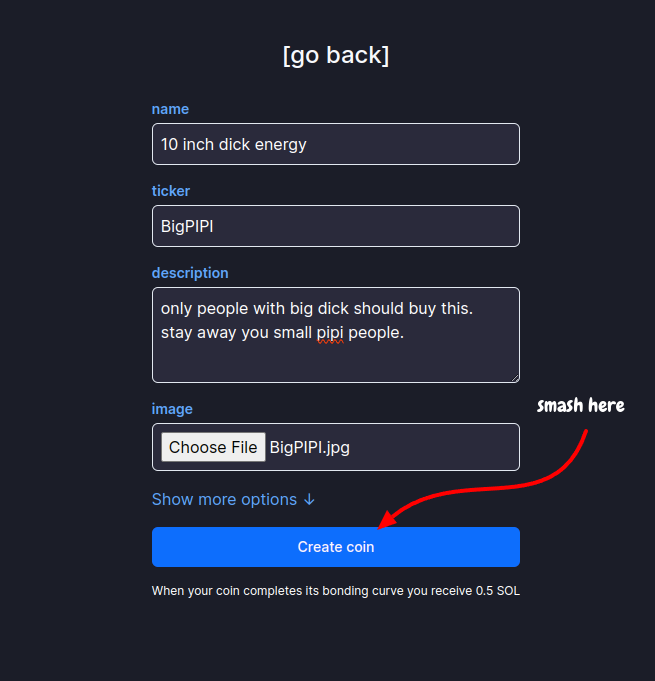 [go back]
name
10 inch dick energy
ticker
BigPIPI
description
only people with big dick should buy this.
stay away you small pipi people.
image
smash here
Choose File BigPIPI.jpg
Show more options ↓
Create coin
When your coin completes its bonding curve you receive 0.5 SOL